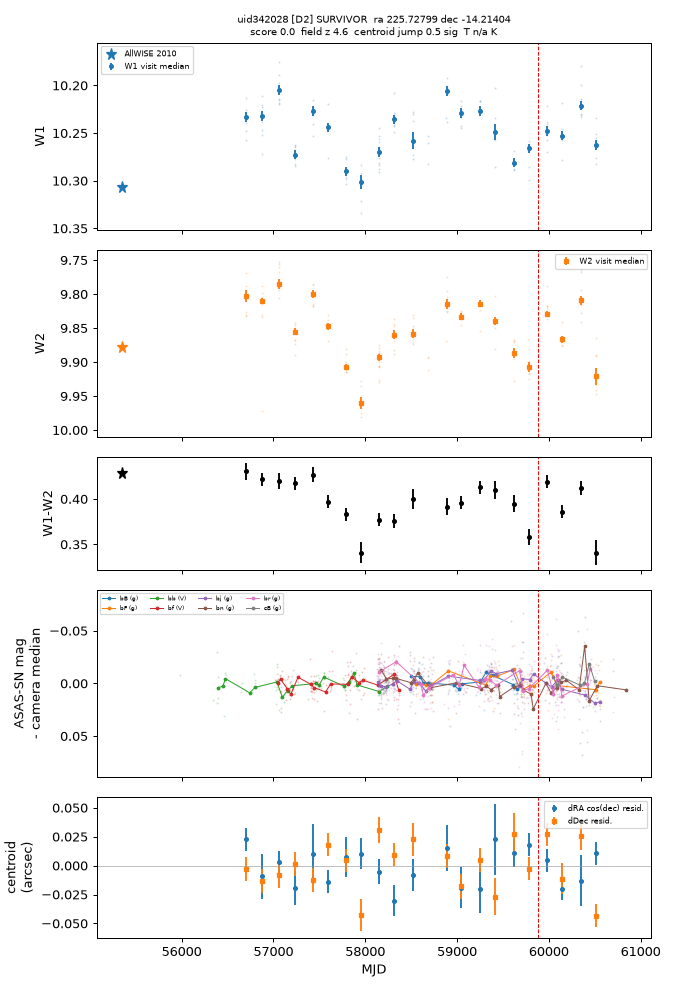 uid342028 [D2] SURVIVOR ra 225.72799 dec -14.21404
score 0.0 field z 4.6 centroid jump 0.5 sig T n/a K
AllWISE 2010
W1 visit median
10.20
10.25
10.30
10.35
W1
W2 visit median
9.75
9.80
9.85
9.90
9.95
10.00
W2
0.40
0.35
W1-W2
bB (g)
bF (g)
bb (V)
bf (V)
bj (g)
bn (g)
br (g)
cB (g)
−0.05
0.00
0.05
ASAS-SN mag
- camera median
dRA cos(dec) resid.
dDec resid.
0.050
0.025
0.000
−0.025
−0.050
centroid
(arcsec)
56000 57000 58000 59000 60000 61000
MJD